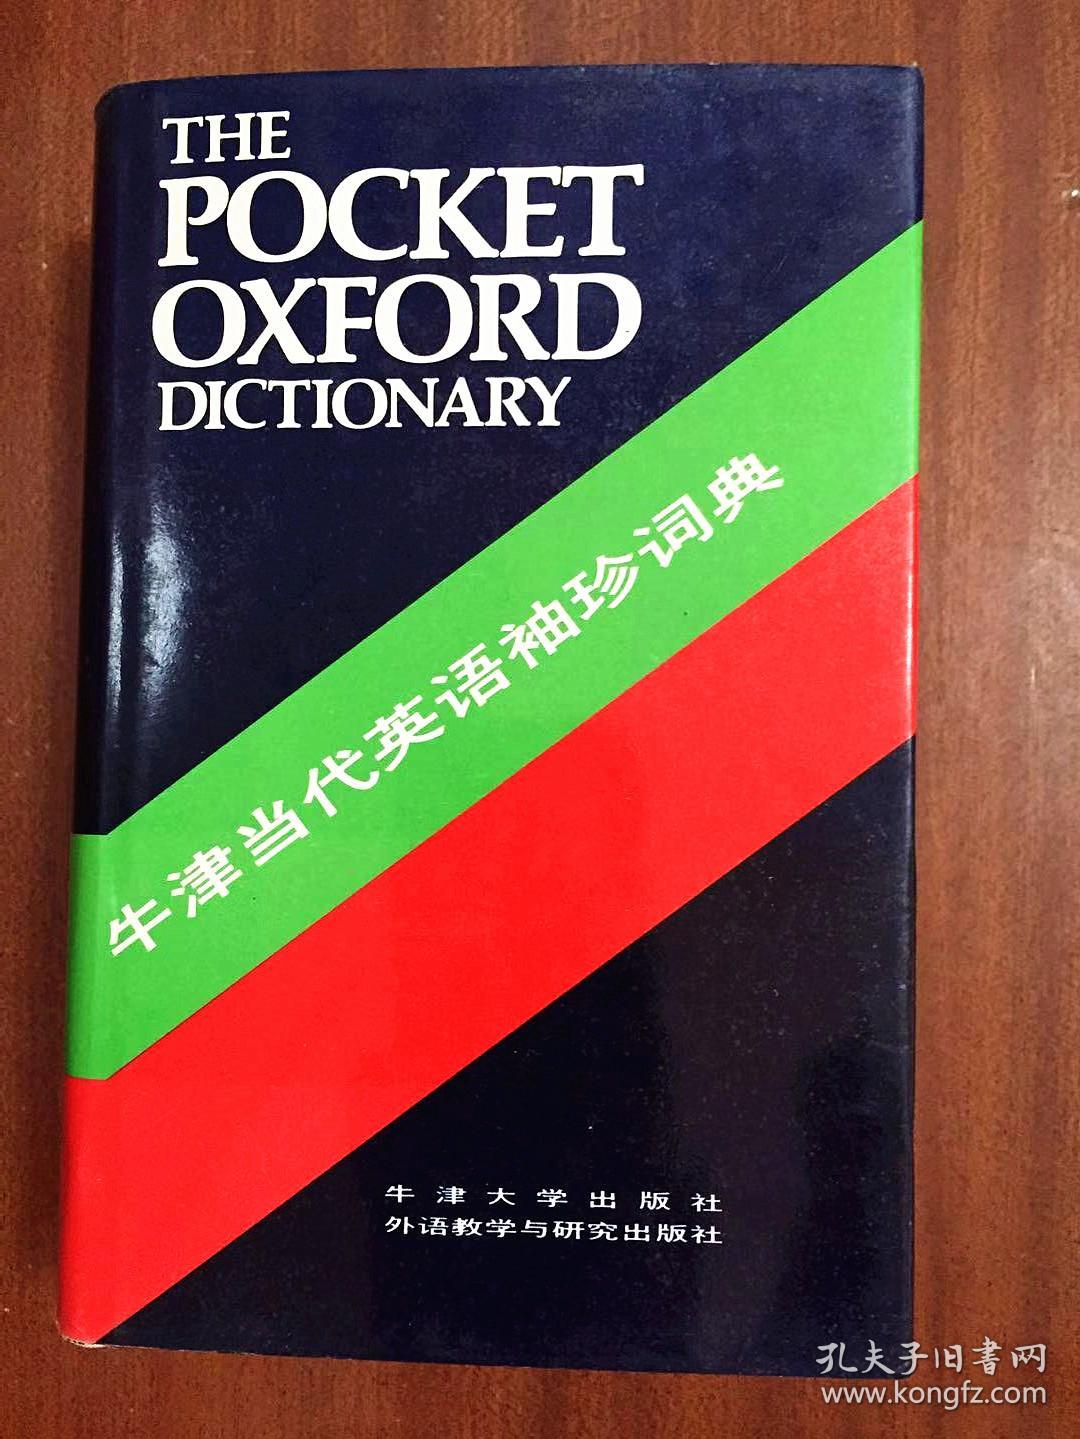 THE
POCKET
OXFORD
DICTIONARY
牛津当代英语袖珍词典
牛津大学出版社
外语教学与研究出版社
孔夫子旧書网
www.kongfz.com